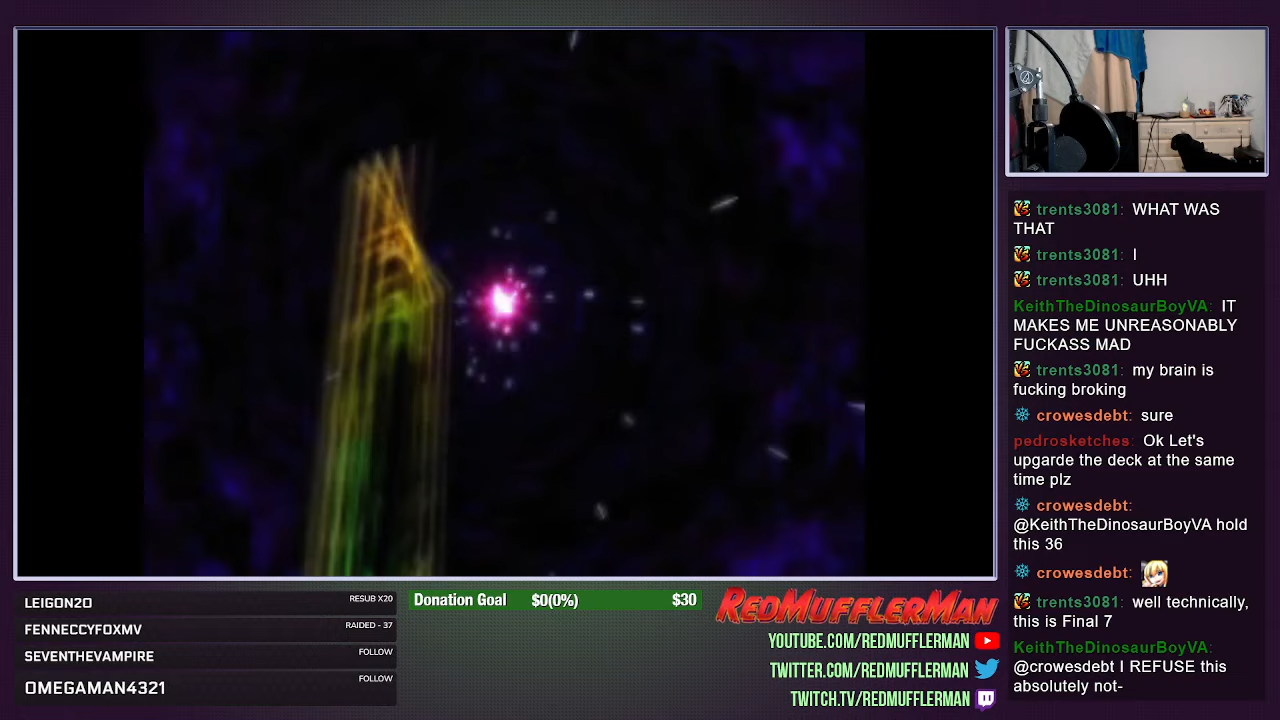 trents3081: WHAT WAS
THAT
trents3081: I
trents3081: UHH
KeithTheDinosaurBoyVA: IT
MAKES ME UNREASONABLY
FUCKASS MAD
trents3081: my brain is
fucking broking
crowesdebt: sure
pedrosketches: Ok Let's
upgarde the deck at the same
time plz
crowesdebt:
@KeithTheDinosaurBoyVA hold
this 36
crowesdebt:
trents3081: well technically,
this is Final 7
KeithTheDinosaurBoyVA:
@crowesdebt I REFUSE this
absolutely not-
LEIGON20 RESUB X20
FENNECCYFOXMV RAIDED - 37
SEVENTHEVAMPIRE FOLLOW
OMEGAMAN4321 FOLLOW
Donation Goal $0(0%) $30
REDMUFFLERMAN
YOUTUBE.COM/REDMUFFLERMAN
TWITTER.COM/REDMUFFLERMAN
TWITCH.TV/REDMUFFLERMAN